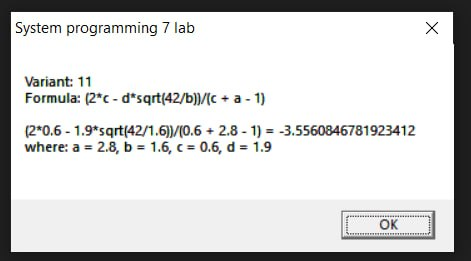 System programming 7 lab
Variant: 11
Formula: (2*c - d*sqrt(42/b))/(c + a - 1)
(2*0.6 - 1.9*sqrt(42/1.6))/(0.6 + 2.8 - 1) = -3.5560846781923412
where: a = 2.8, b = 1.6, c = 0.6, d = 1.9
OK